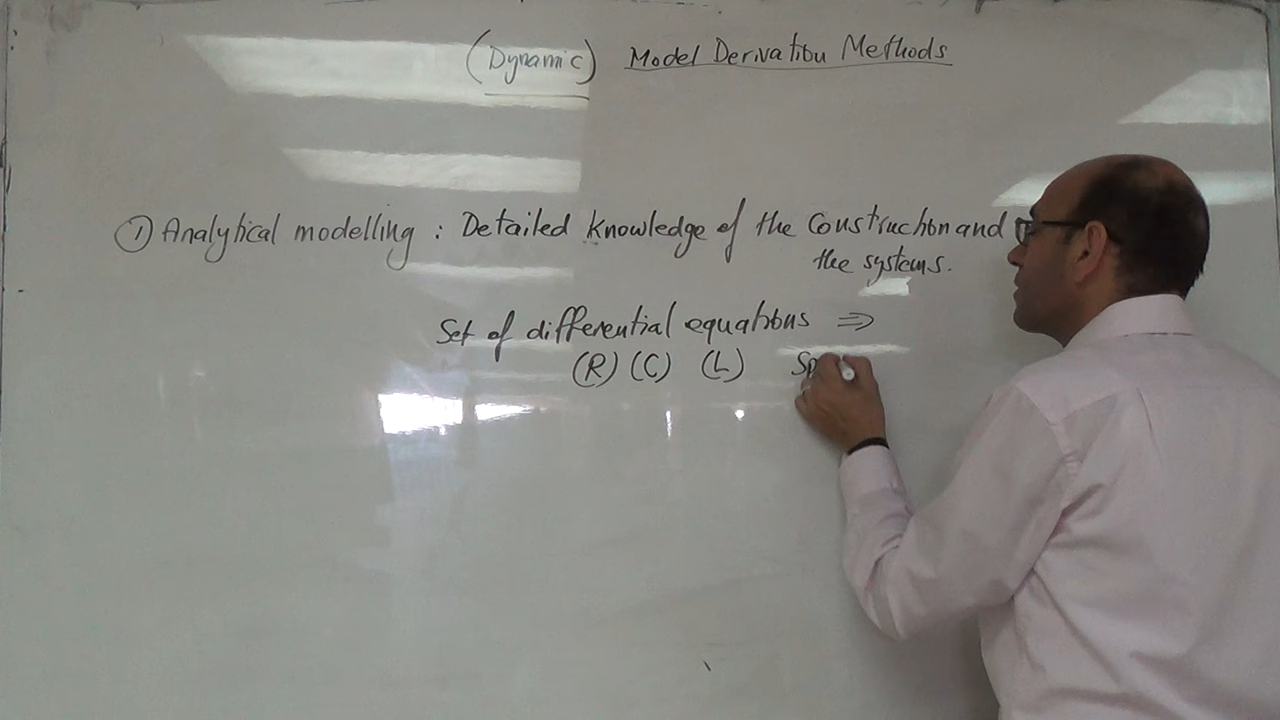 (Dynamic) Model Derivation Methods
① Analytical modelling : Detailed knowledge of the construction and
the systems.
Set of differential equations ⇒
(R) (C) (L) Sp